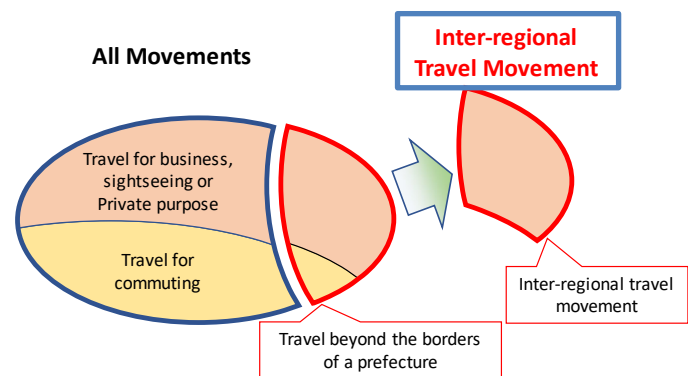 All Movements
Inter-regional
Travel Movement
Travel for business,
sightseeing or
Private purpose
Travel for
commuting
Inter-regional travel
movement
Travel beyond the borders
of a prefecture